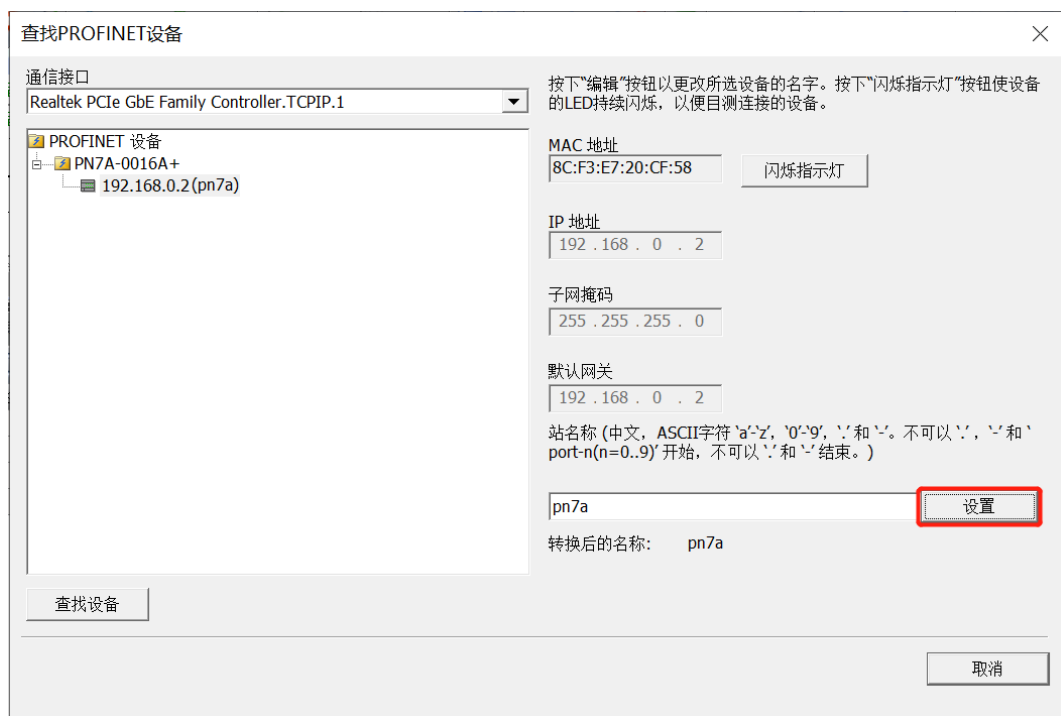 查找PROFINET设备
通信接口
Realtek PCIe GbE Family Controller.TCPIP.1
PROFINET 设备
PN7A-0016A+
192.168.0.2(pn7a)
查找设备
按下“编辑”按钮以更改所选设备的名字。按下“闪烁指示灯”按钮使设备
的LED持续闪烁，以便目测连接的设备。
MAC 地址
8C:F3:E7:20:CF:58
闪烁指示灯
IP 地址
192 . 168 . 0 . 2
子网掩码
255 . 255 . 255 . 0
默认网关
192 . 168 . 0 . 2
站名称 (中文，ASCII字符 `a'-`z'，`0'-`9'，`.' 和 `-'。不可以 `.'，`-' 和 `
port-n(n=0..9)' 开始，不可以 `.' 和 `-' 结束。)
pn7a
设置
转换后的名称: pn7a
取消